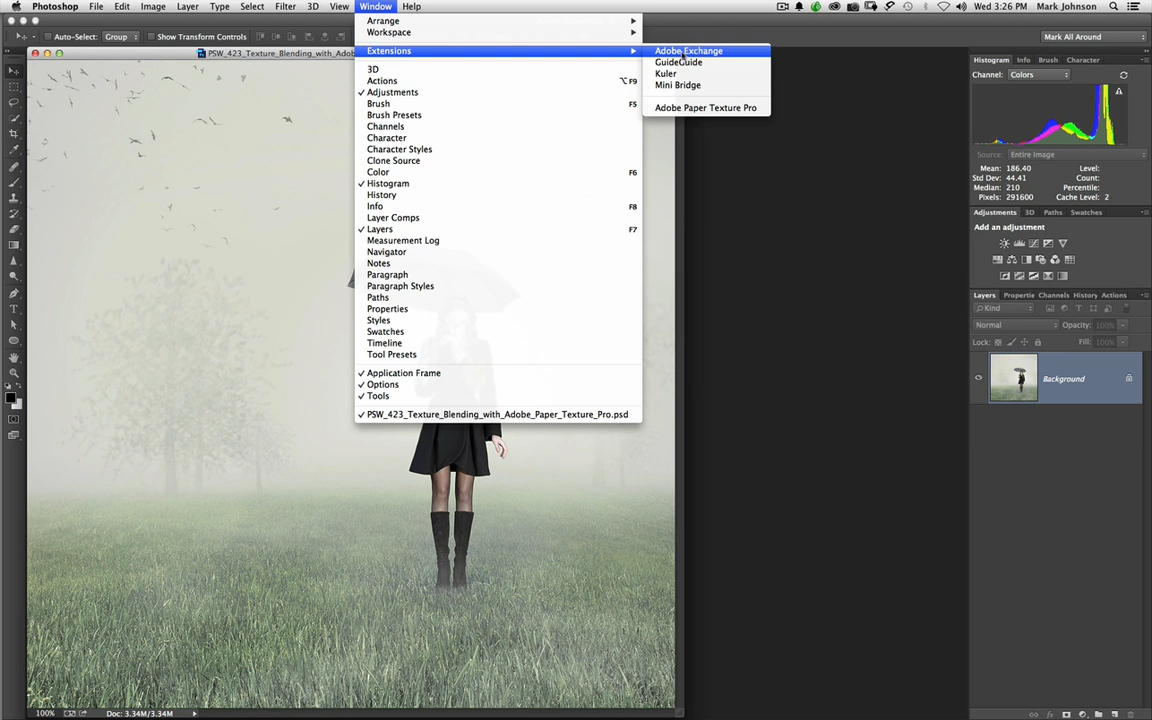 Photoshop File Edit Image Layer Type Select Filter 3D View Window Help Wed 3:26 PM Mark Johnson
Auto-Select: Group Show Transform Controls Mark All Around
PSW_423_Texture_Blending_with_Adob
Arrange
Workspace
Extensions
3D
Actions ⌥F9
✓ Adjustments
Brush F5
Brush Presets
Channels
Character
Character Styles
Clone Source
Color F6
✓ Histogram
History
Info F8
Layer Comps
✓ Layers F7
Measurement Log
Navigator
Notes
Paragraph
Paragraph Styles
Paths
Properties
Styles
Swatches
Timeline
Tool Presets
✓ Application Frame
✓ Options
✓ Tools
✓ PSW_423_Texture_Blending_with_Adobe_Paper_Texture_Pro.psd
Adobe Exchange
GuideGuide
Kuler
Mini Bridge
Adobe Paper Texture Pro
Histogram Info Brush Character
Channel: Colors
Source: Entire Image
Mean: 186.40 Level:
Std Dev: 44.41 Count:
Median: 210 Percentile:
Pixels: 291600 Cache Level: 2
Adjustments 3D Paths Swatches
Add an adjustment
Layers Propertie Channels History Actions
Kind
Normal Opacity: 100%
Lock: Fill: 100%
Background
100% Doc: 3.34M/3.34M